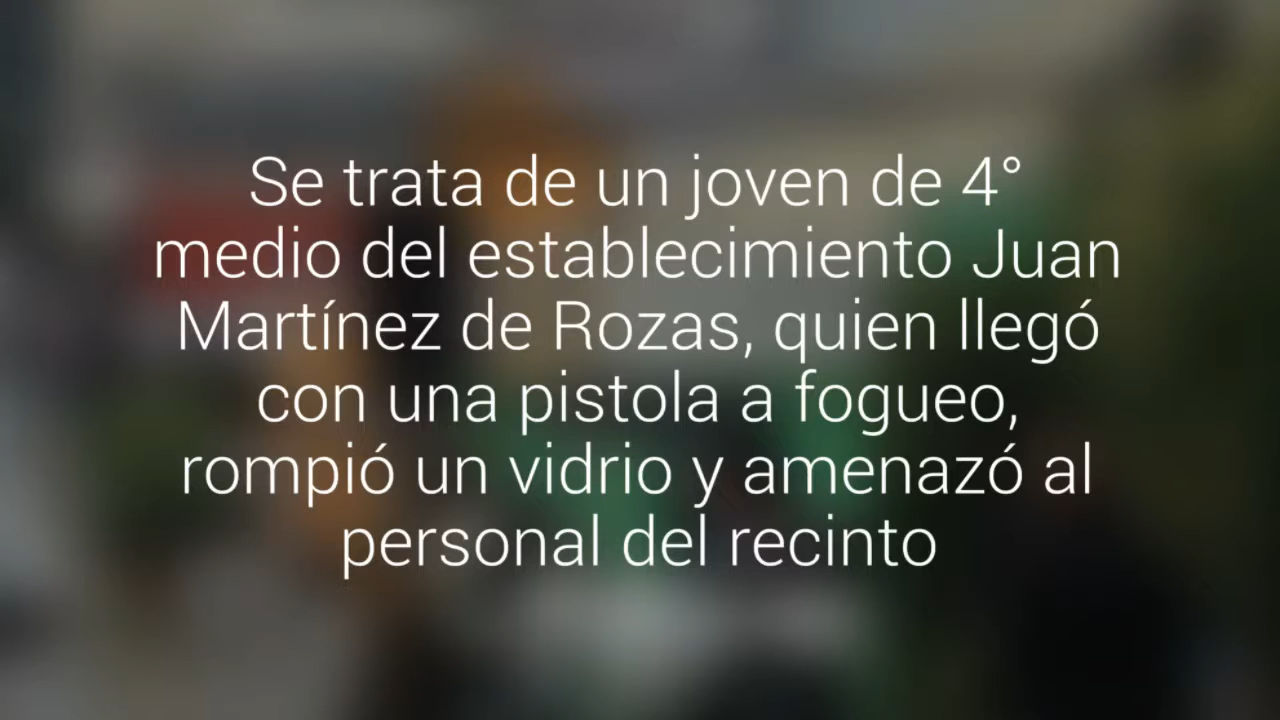 Se trata de un joven de 4°
medio del establecimiento Juan
Martínez de Rozas, quien llegó
con una pistola a fogueo,
rompió un vidrio y amenazó al
personal del recinto